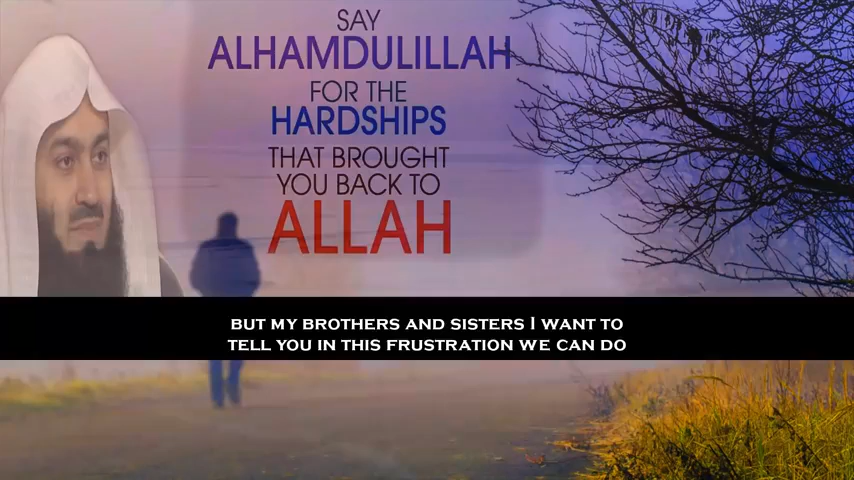 SAY
ALHAMDULILLAH
FOR THE
HARDSHIPS
THAT BROUGHT
YOU BACK TO
ALLAH
BUT MY BROTHERS AND SISTERS I WANT TO
TELL YOU IN THIS FRUSTRATION WE CAN DO